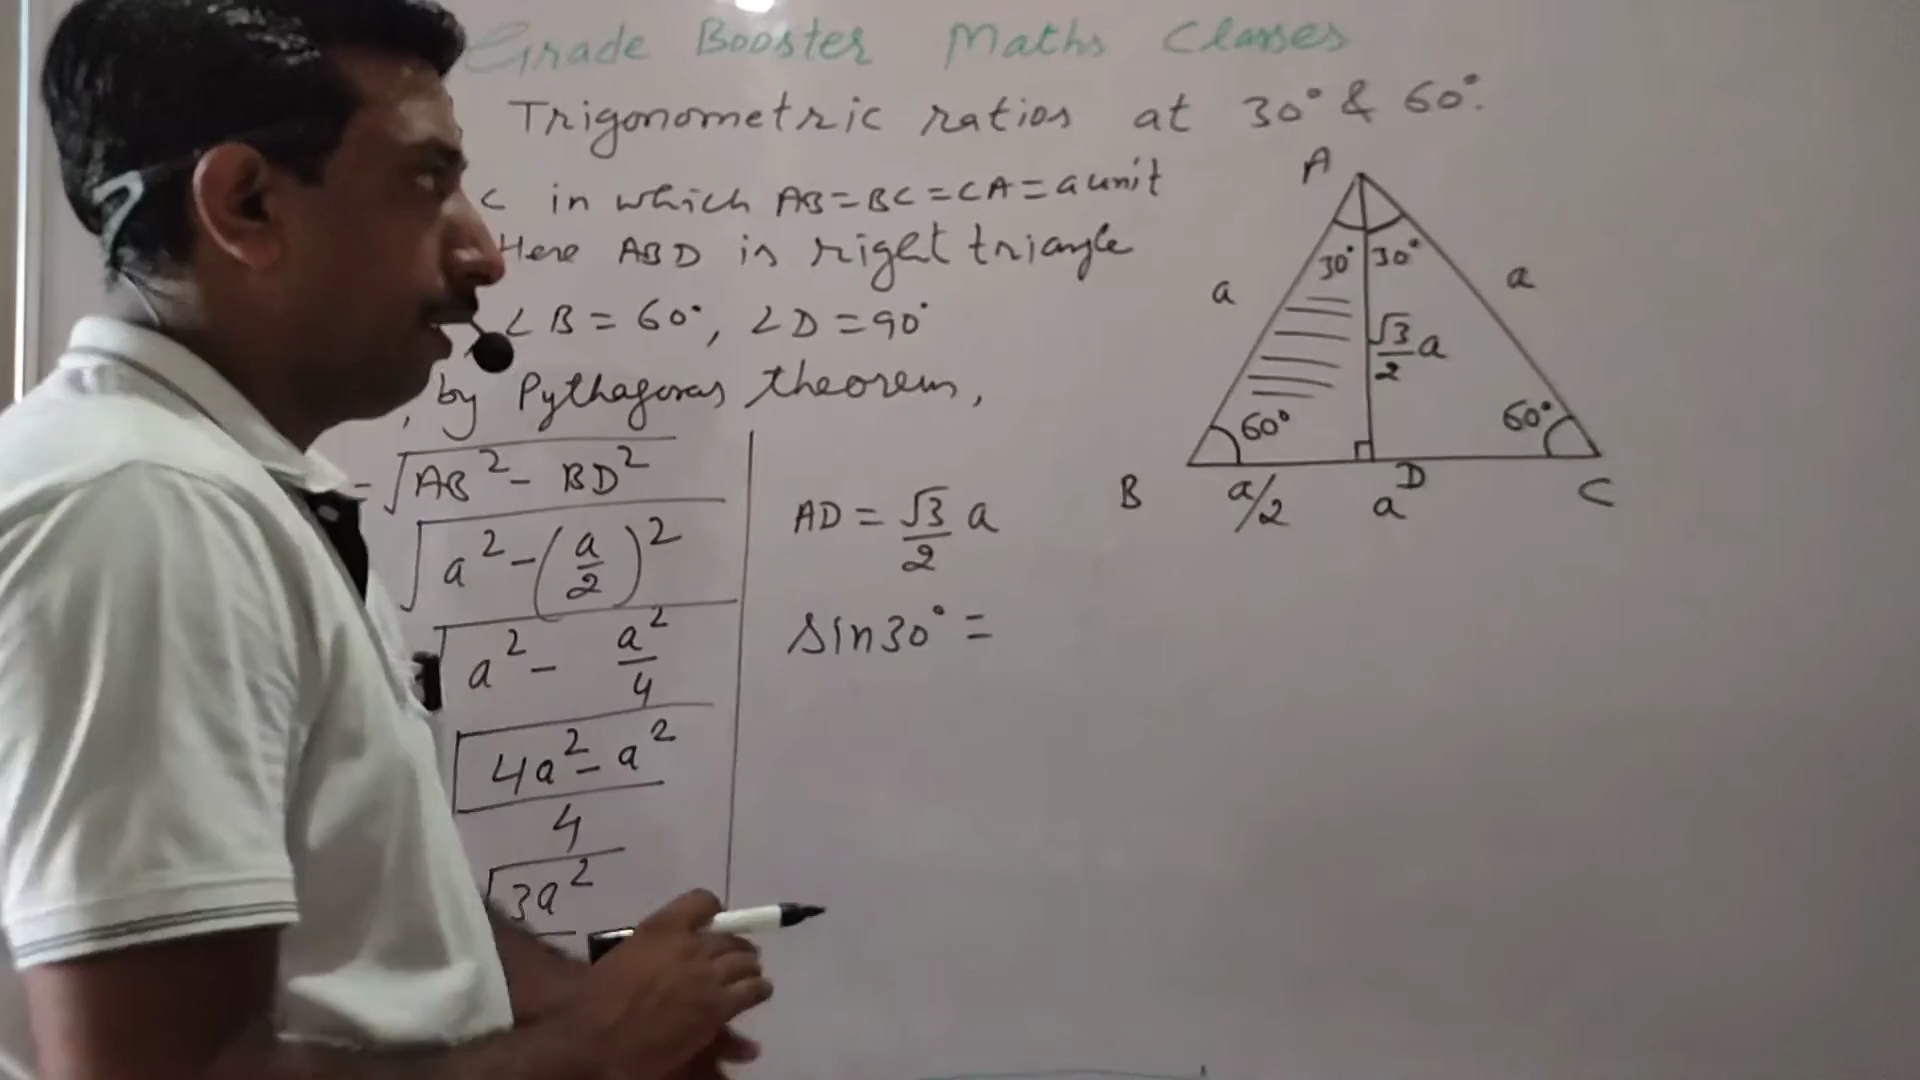 Grade Booster Maths Classes
Trigonometric ratios at 30° & 60°.
C in which AB=BC=CA=a unit
Here ABD is right triangle
∠B = 60°, ∠D = 90°
, by Pythagoras theorem,
= √AB² - BD²
√a² - (a/2)²
√a² - a²/4
√4a² - a²/4
√3a²
AD = √3/2 a
Sin30° =
A
30° 30°
a
a
√3/2 a
60°
60°
B
a/2
D
a
C